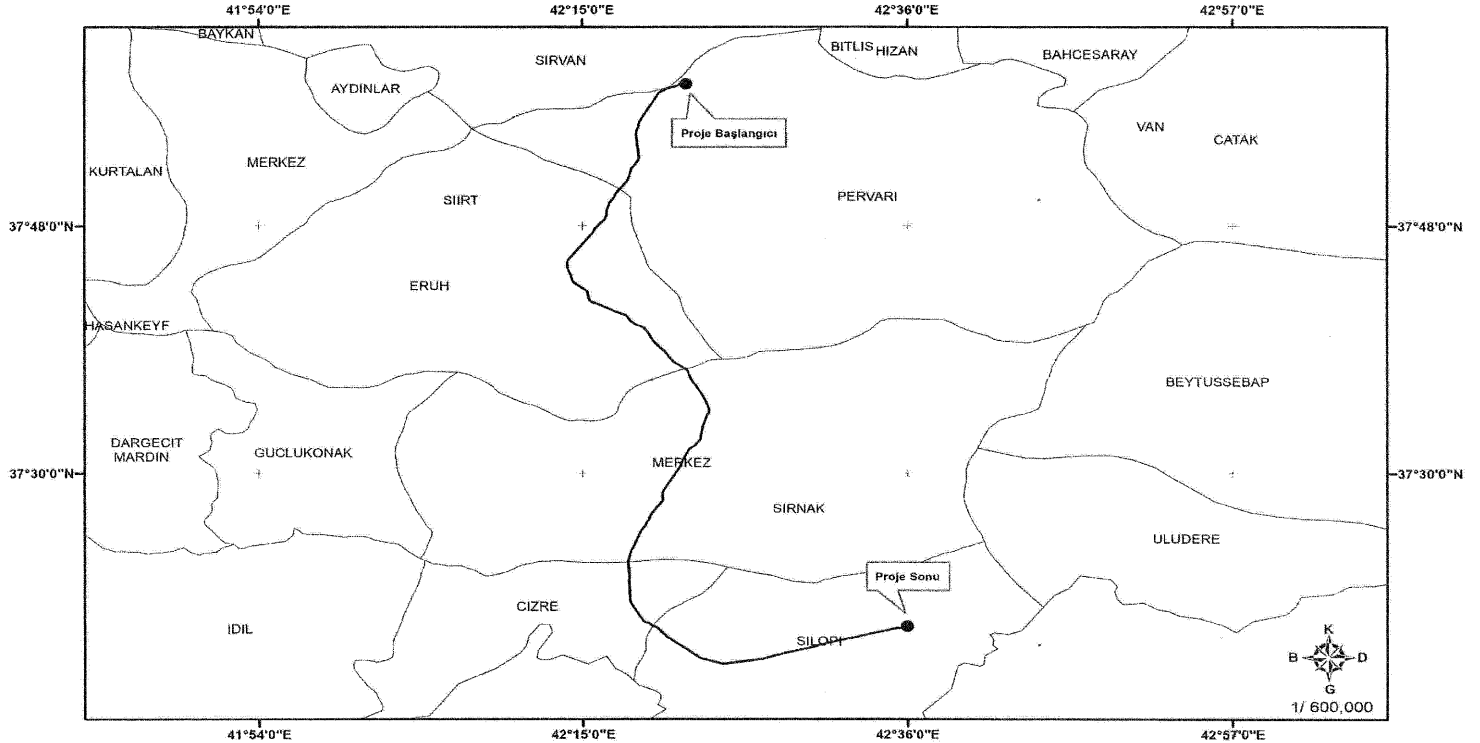 41°54'0"E
42°15'0"E
42°36'0"E
42°57'0"E
BAYKAN
SIRVAN
BITLIS HIZAN
BAHCESARAY
AYDINLAR
Proje Başlangıcı
VAN
CATAK
MERKEZ
KURTALAN
SIIRT
PERVARI
37°48'0"N
37°48'0"N
ERUH
HASANKEYF
BEYTUSSEBAP
DARGECIT
MARDIN
GUCLUKONAK
MERKEZ
37°30'0"N
37°30'0"N
SIRNAK
ULUDERE
Proje Sonu
CIZRE
IDIL
SILOPI
K
B
D
G
1/ 600,000
41°54'0"E
42°15'0"E
42°36'0"E
42°57'0"E